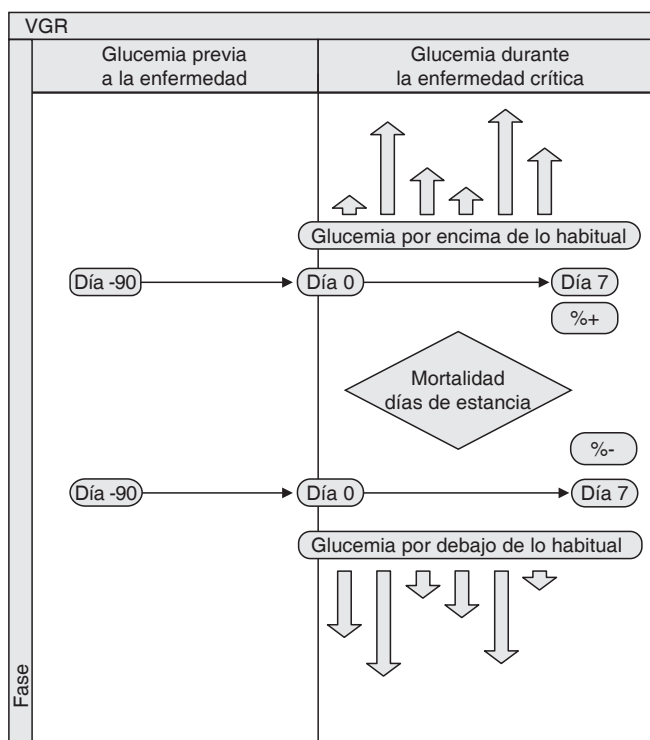 VGR
Glucemia previa
a la enfermedad
Glucemia durante
la enfermedad crítica
Glucemia por encima de lo habitual
Día -90
Día 0
Día 7
%+
Mortalidad
días de estancia
%-
Día -90
Día 0
Día 7
Glucemia por debajo de lo habitual
Fase